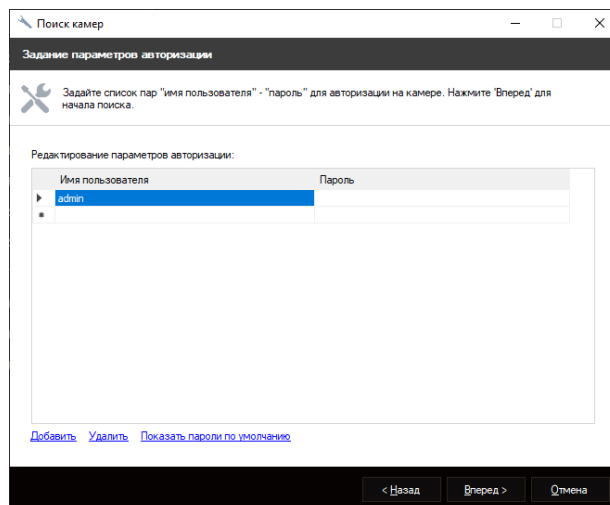 Поиск камер
Задание параметров авторизации
Задайте список пар "имя пользователя" - "пароль" для авторизации на камере. Нажмите 'Вперед' для
начала поиска.
Редактирование параметров авторизации:
Имя пользователя Пароль
admin
Добавить Удалить Показать пароли по умолчанию
< Назад Вперед > Отмена